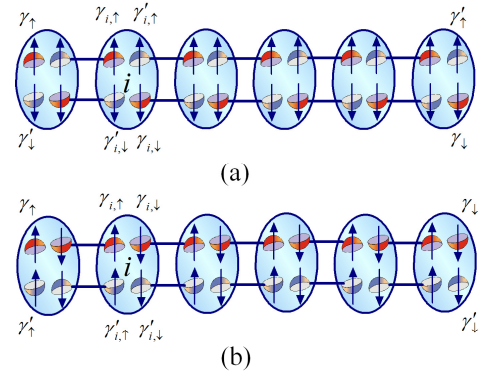 γ↑ γi,↑ γ′i,↑ γ′↑
i
γ′↓ γ′i,↓ γi,↓ γ↓
(a)
γ↑ γi,↑ γi,↓ γ↓
i
γ′↑ γ′i,↑ γ′i,↓ γ′↓
(b)